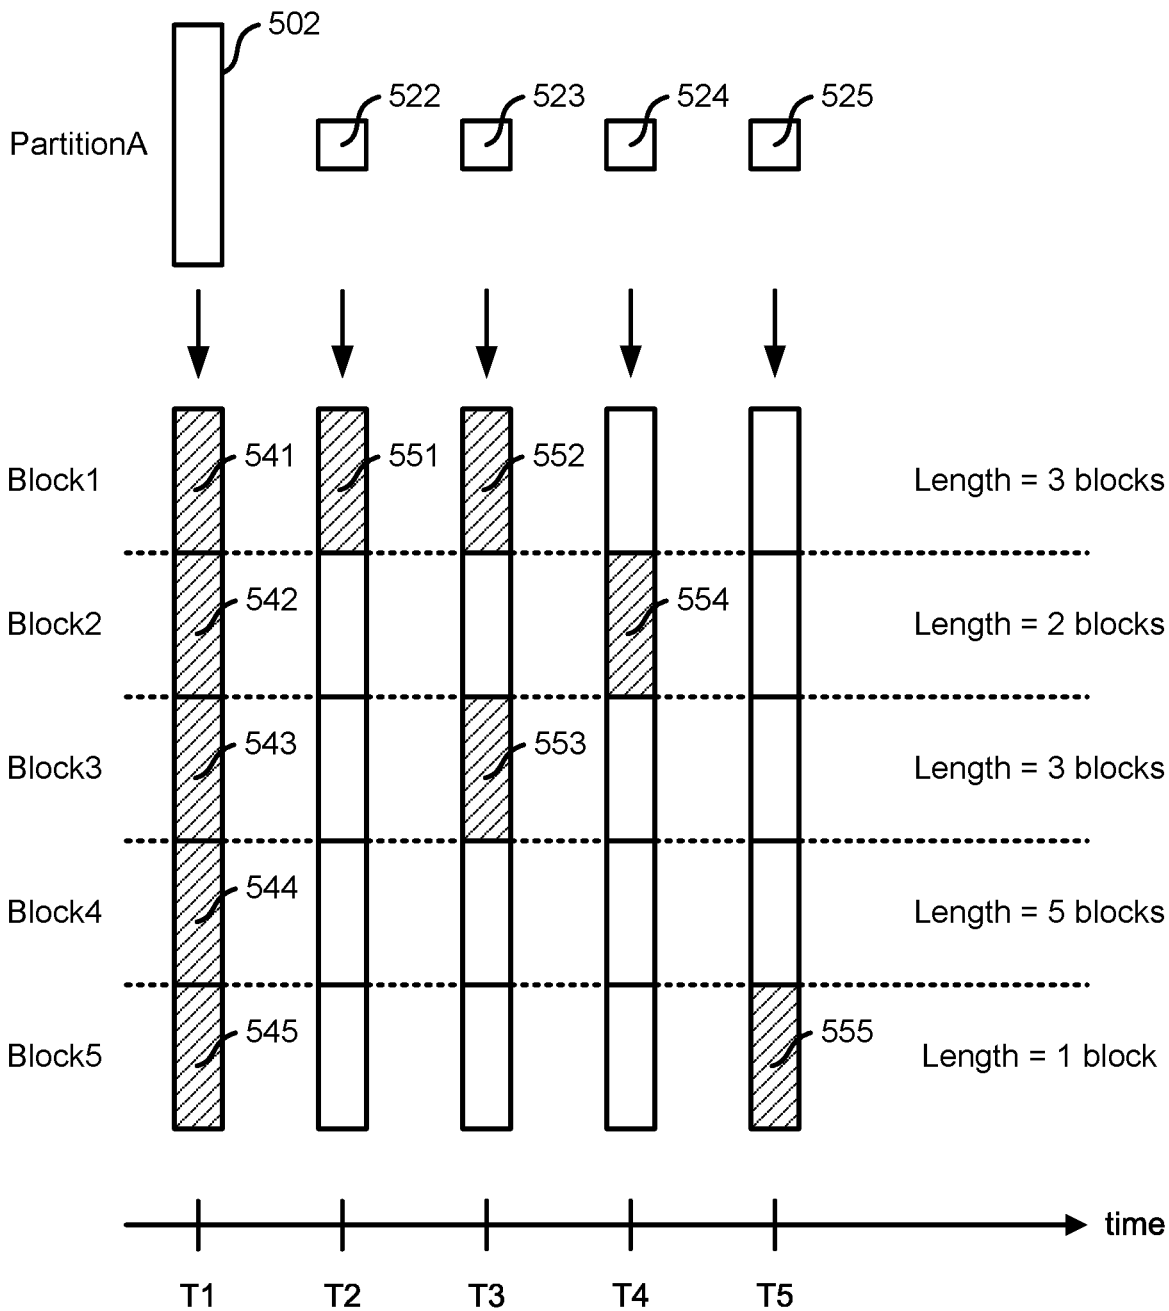 502
522 523 524 525
PartitionA
541 551 552
Block1 Length = 3 blocks
542 554
Block2 Length = 2 blocks
543 553
Block3 Length = 3 blocks
544
Block4 Length = 5 blocks
545 555
Block5 Length = 1 block
time
T1 T2 T3 T4 T5